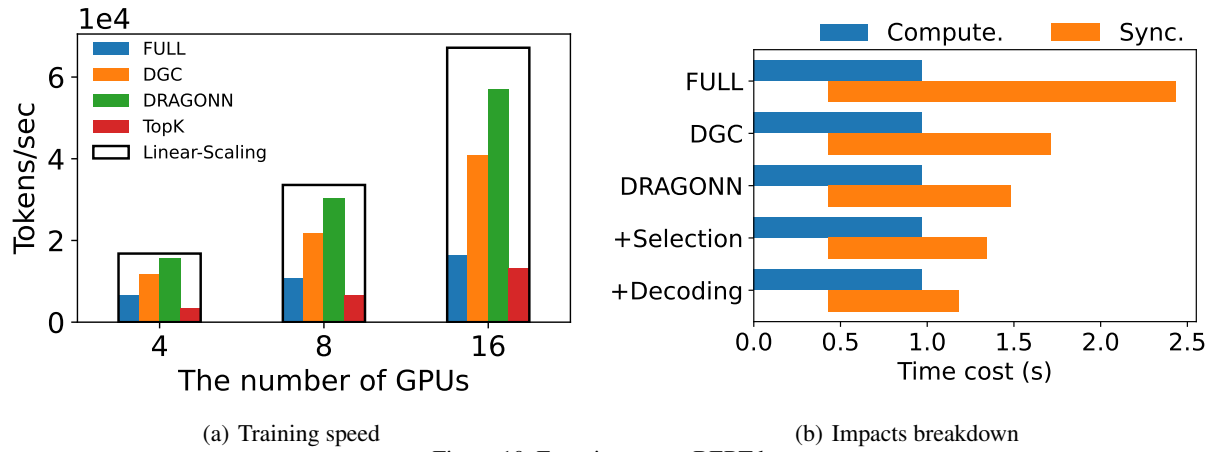 1e4
FULL
DGC
DRAGONN
TopK
Linear-Scaling
Tokens/sec
6
4
2
0
4 8 16
The number of GPUs
(a) Training speed
Compute. Sync.
FULL
DGC
DRAGONN
+Selection
+Decoding
0.0 0.5 1.0 1.5 2.0 2.5
Time cost (s)
(b) Impacts breakdown